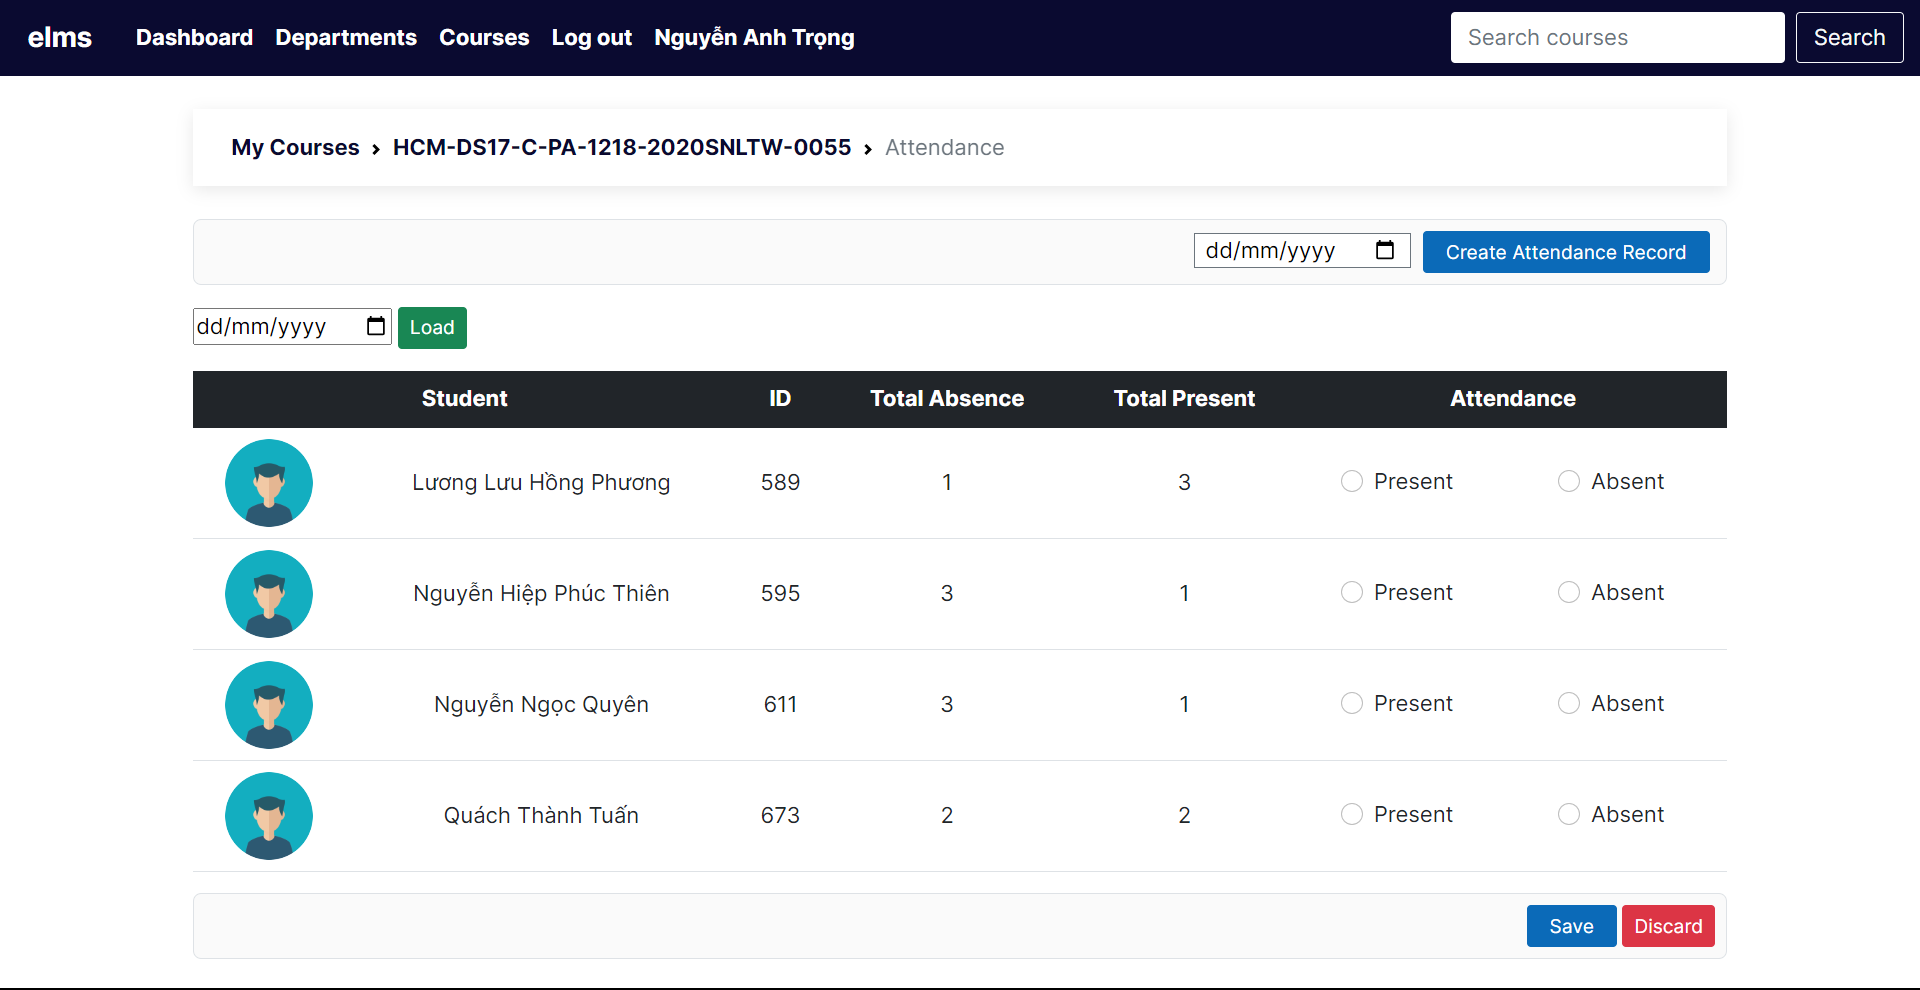 elms Dashboard Departments Courses Log out Nguyễn Anh Trọng Search courses Search
My Courses › HCM-DS17-C-PA-1218-2020SNLTW-0055 › Attendance
dd/mm/yyyy Create Attendance Record
dd/mm/yyyy Load
Student ID Total Absence Total Present Attendance
Lương Lưu Hồng Phương 589 1 3 Present Absent
Nguyễn Hiệp Phúc Thiên 595 3 1 Present Absent
Nguyễn Ngọc Quyên 611 3 1 Present Absent
Quách Thành Tuấn 673 2 2 Present Absent
Save Discard